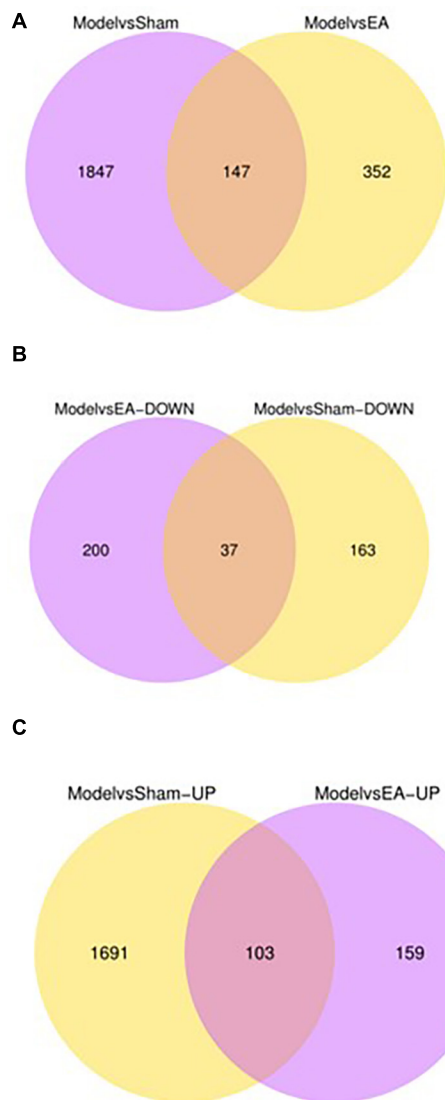 A
ModelvsSham ModelvsEA
1847 147 352
B
ModelvsEA−DOWN ModelvsSham−DOWN
200 37 163
C
ModelvsSham−UP ModelvsEA−UP
1691 103 159